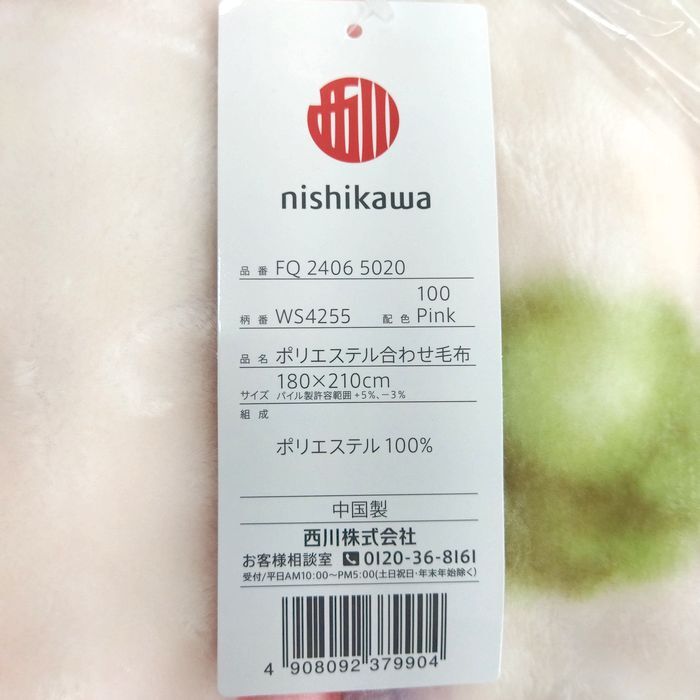 西川
nishikawa
品番 FQ 2406 5020
100
柄番 WS4255 配色 Pink
品名 ポリエステル合わせ毛布
180×210cm
サイズ パイル製許容範囲+5%、-3%
組成
ポリエステル 100%
中国製
西川株式会社
お客様相談室 0120-36-8161
受付/平日AM10:00~PM5:00(土日祝日・年末年始除く)
4 908092 379904